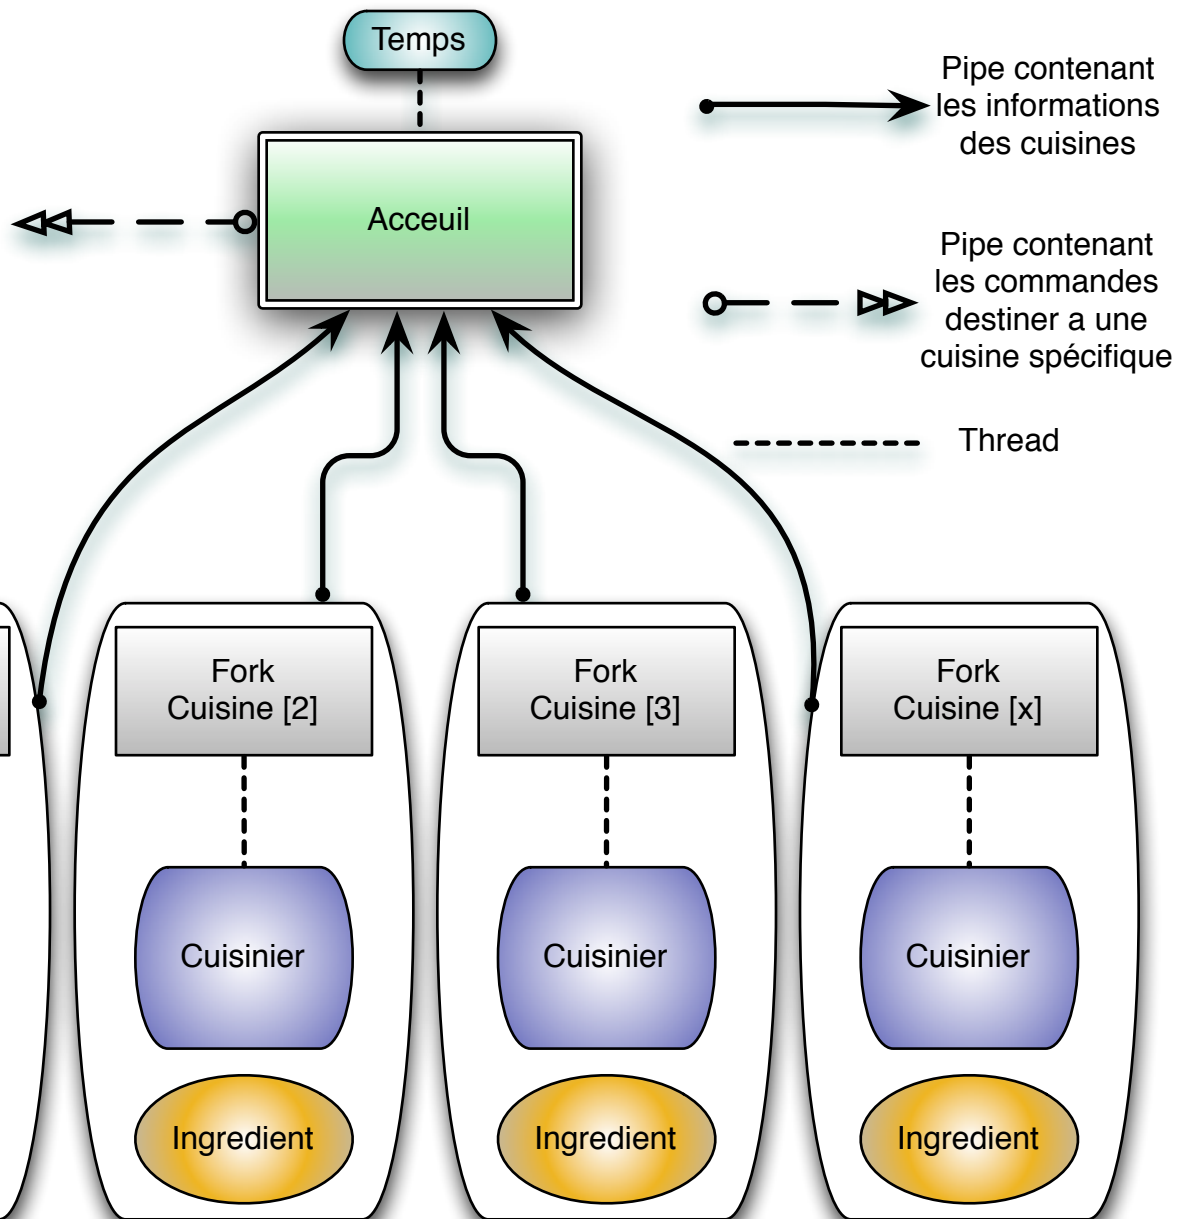 Temps
Acceuil
Pipe contenant
les informations
des cuisines
Pipe contenant
les commandes
destiner a une
cuisine spécifique
Thread
Fork
Cuisine [2]
Fork
Cuisine [3]
Fork
Cuisine [x]
Cuisinier
Cuisinier
Cuisinier
Ingredient
Ingredient
Ingredient